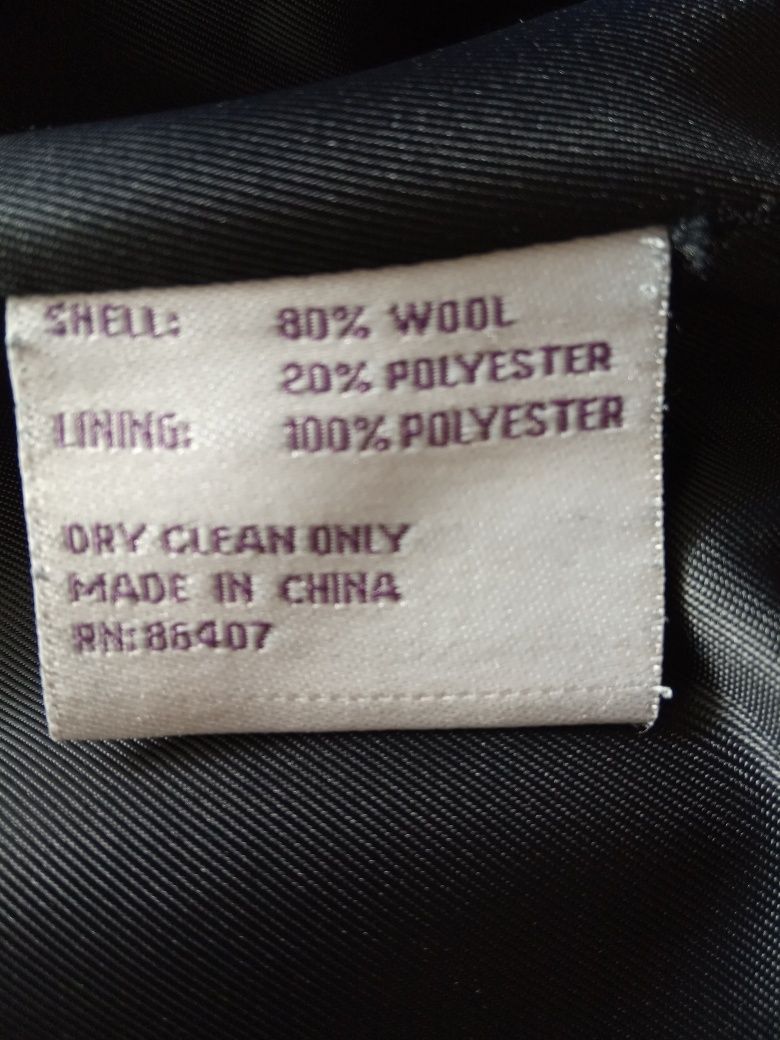 SHELL: 80% WOOL
20% POLYESTER
LINING: 100% POLYESTER
DRY CLEAN ONLY
MADE IN CHINA
RN: 86407